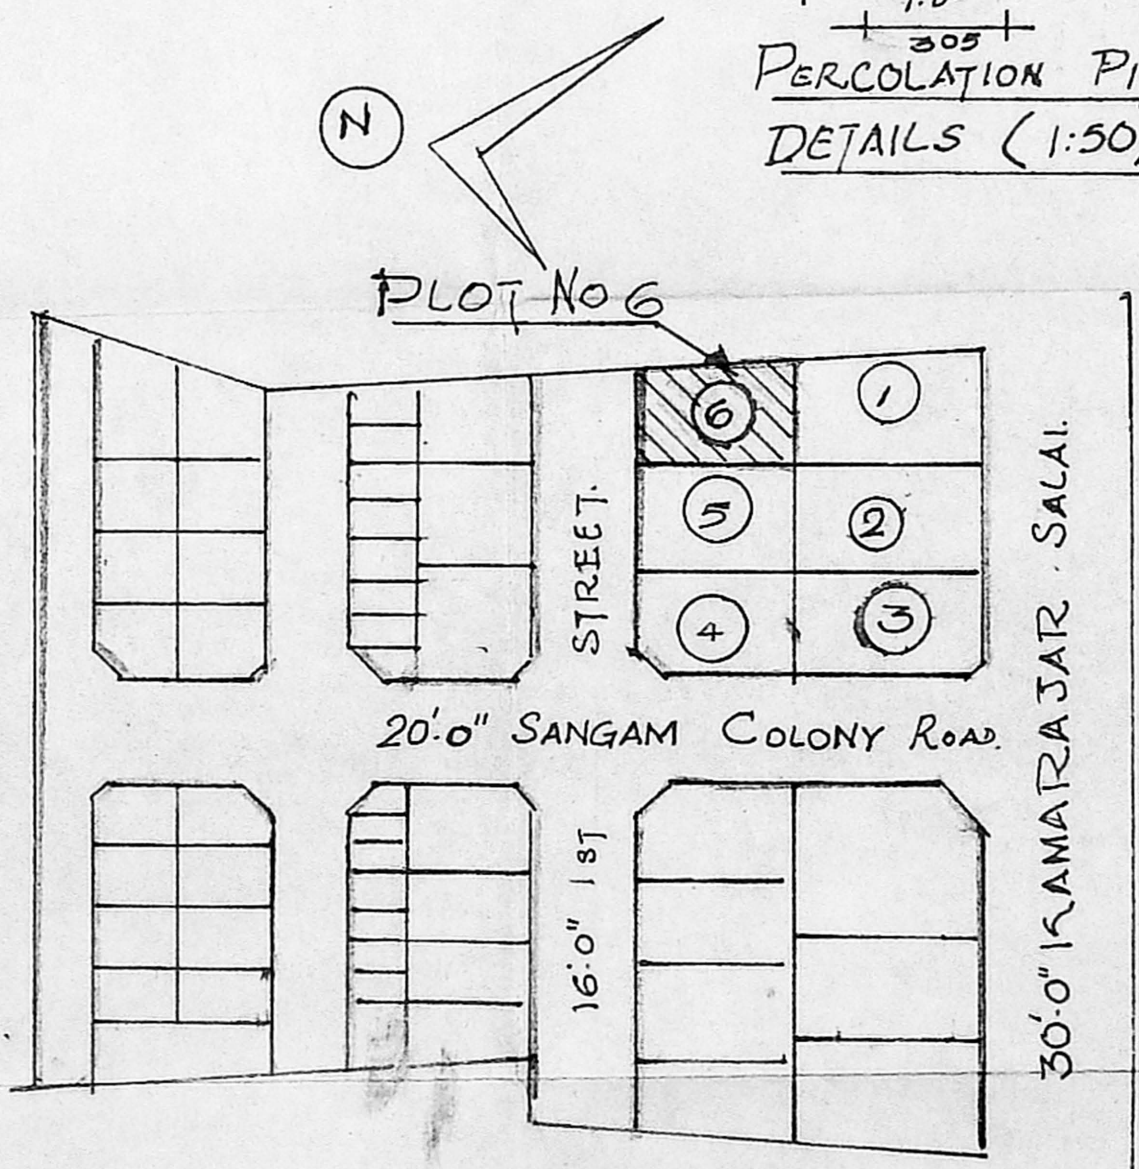 305
PERCOLATION PI
DETAILS (1:50)
N
PLOT NO 6
6
1
5
2
4
3
STREET.
20'.0" SANGAM COLONY ROAD.
16'.0" 1ST
30'.0" KAMARAJAR . SALAI.